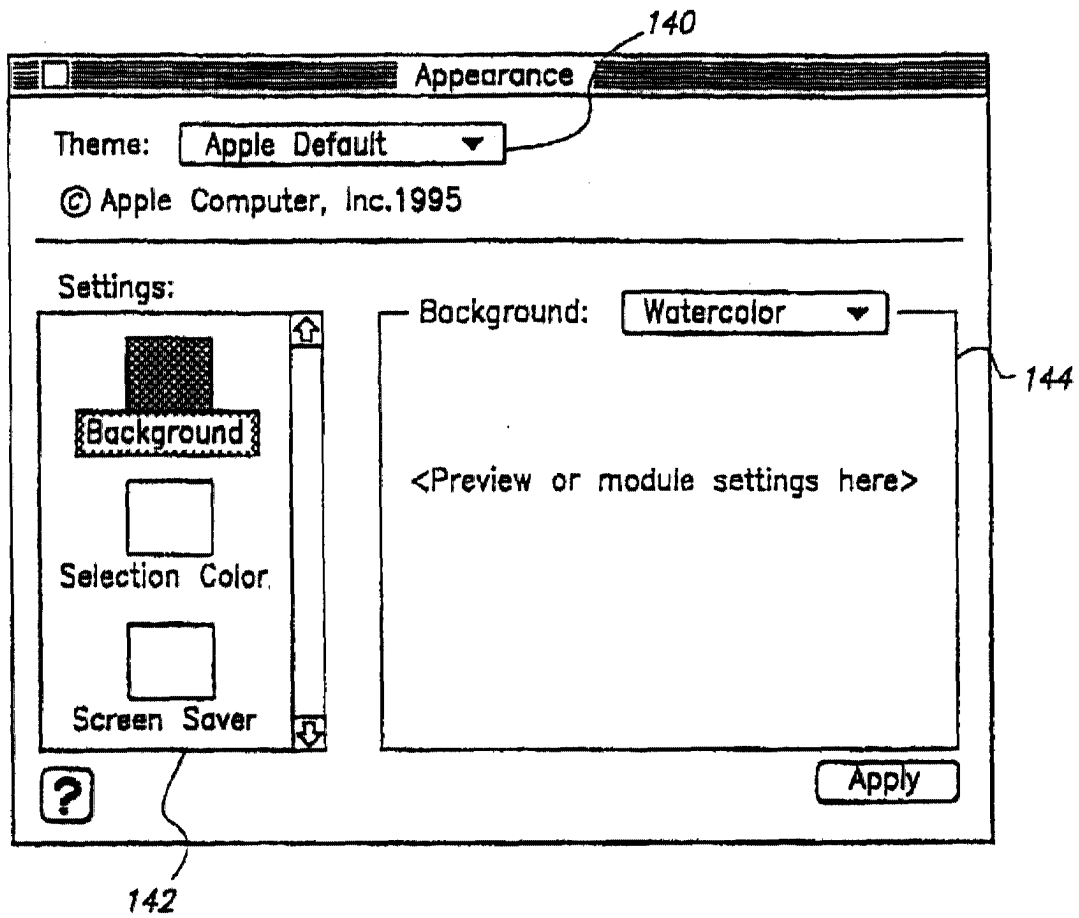 140
Appearance
Theme: Apple Default
© Apple Computer, Inc.1995
Settings:
Background: Watercolor
144
Background
<Preview or module settings here>
Selection Color
Screen Saver
?
Apply
142